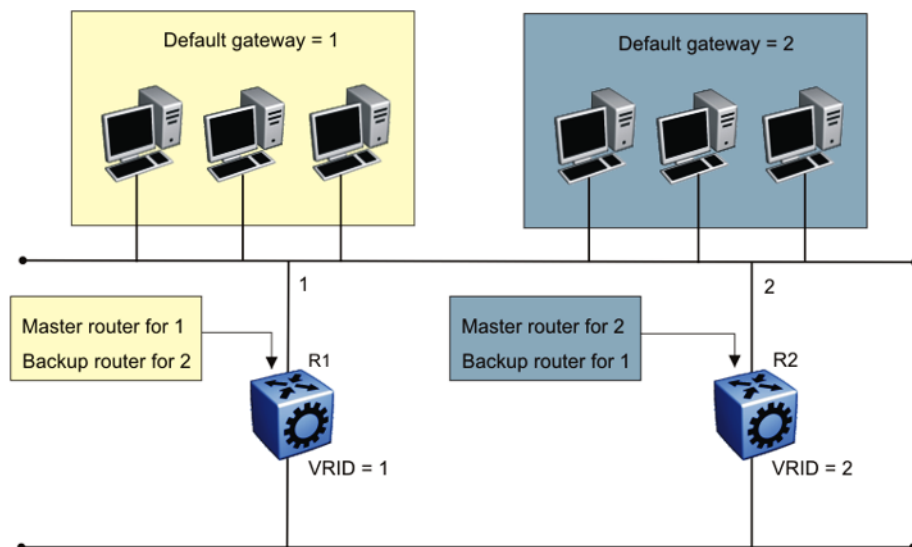 Default gateway = 1
Default gateway = 2
1
2
Master router for 1
Backup router for 2
R1
VRID = 1
Master router for 2
Backup router for 1
R2
VRID = 2